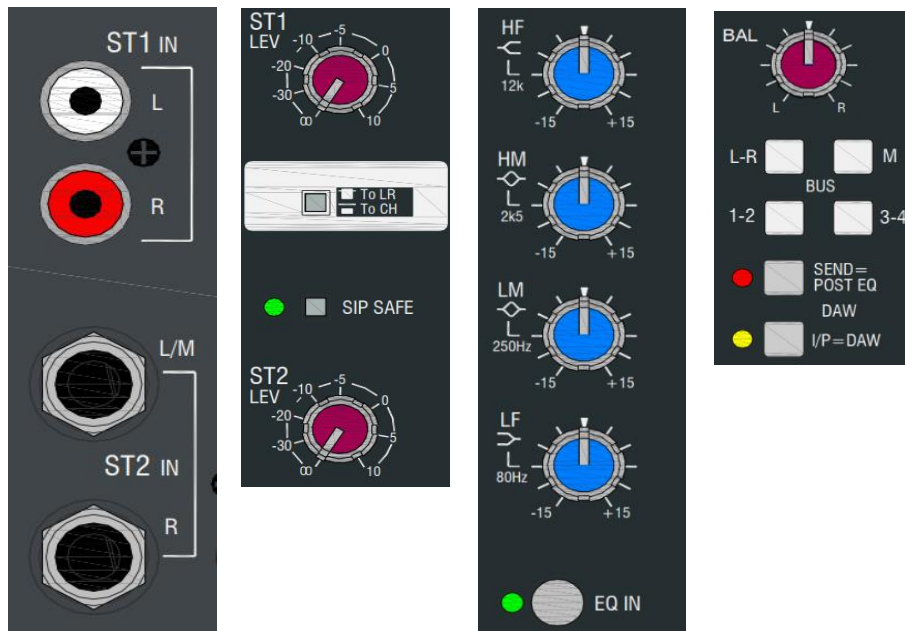 ST1 IN
L
R
L/M
ST2 IN
R
ST1
LEV
-10 -5 0
-20 5
-30
∞ 10
To LR
To CH
SIP SAFE
ST2
LEV
-10 -5 0
-20 5
-30
∞ 10
HF
12k
-15 +15
HM
2k5
-15 +15
LM
250Hz
-15 +15
LF
80Hz
-15 +15
EQ IN
BAL
L R
L-R M
BUS
1-2 3-4
SEND=
POST EQ
DAW
I/P=DAW